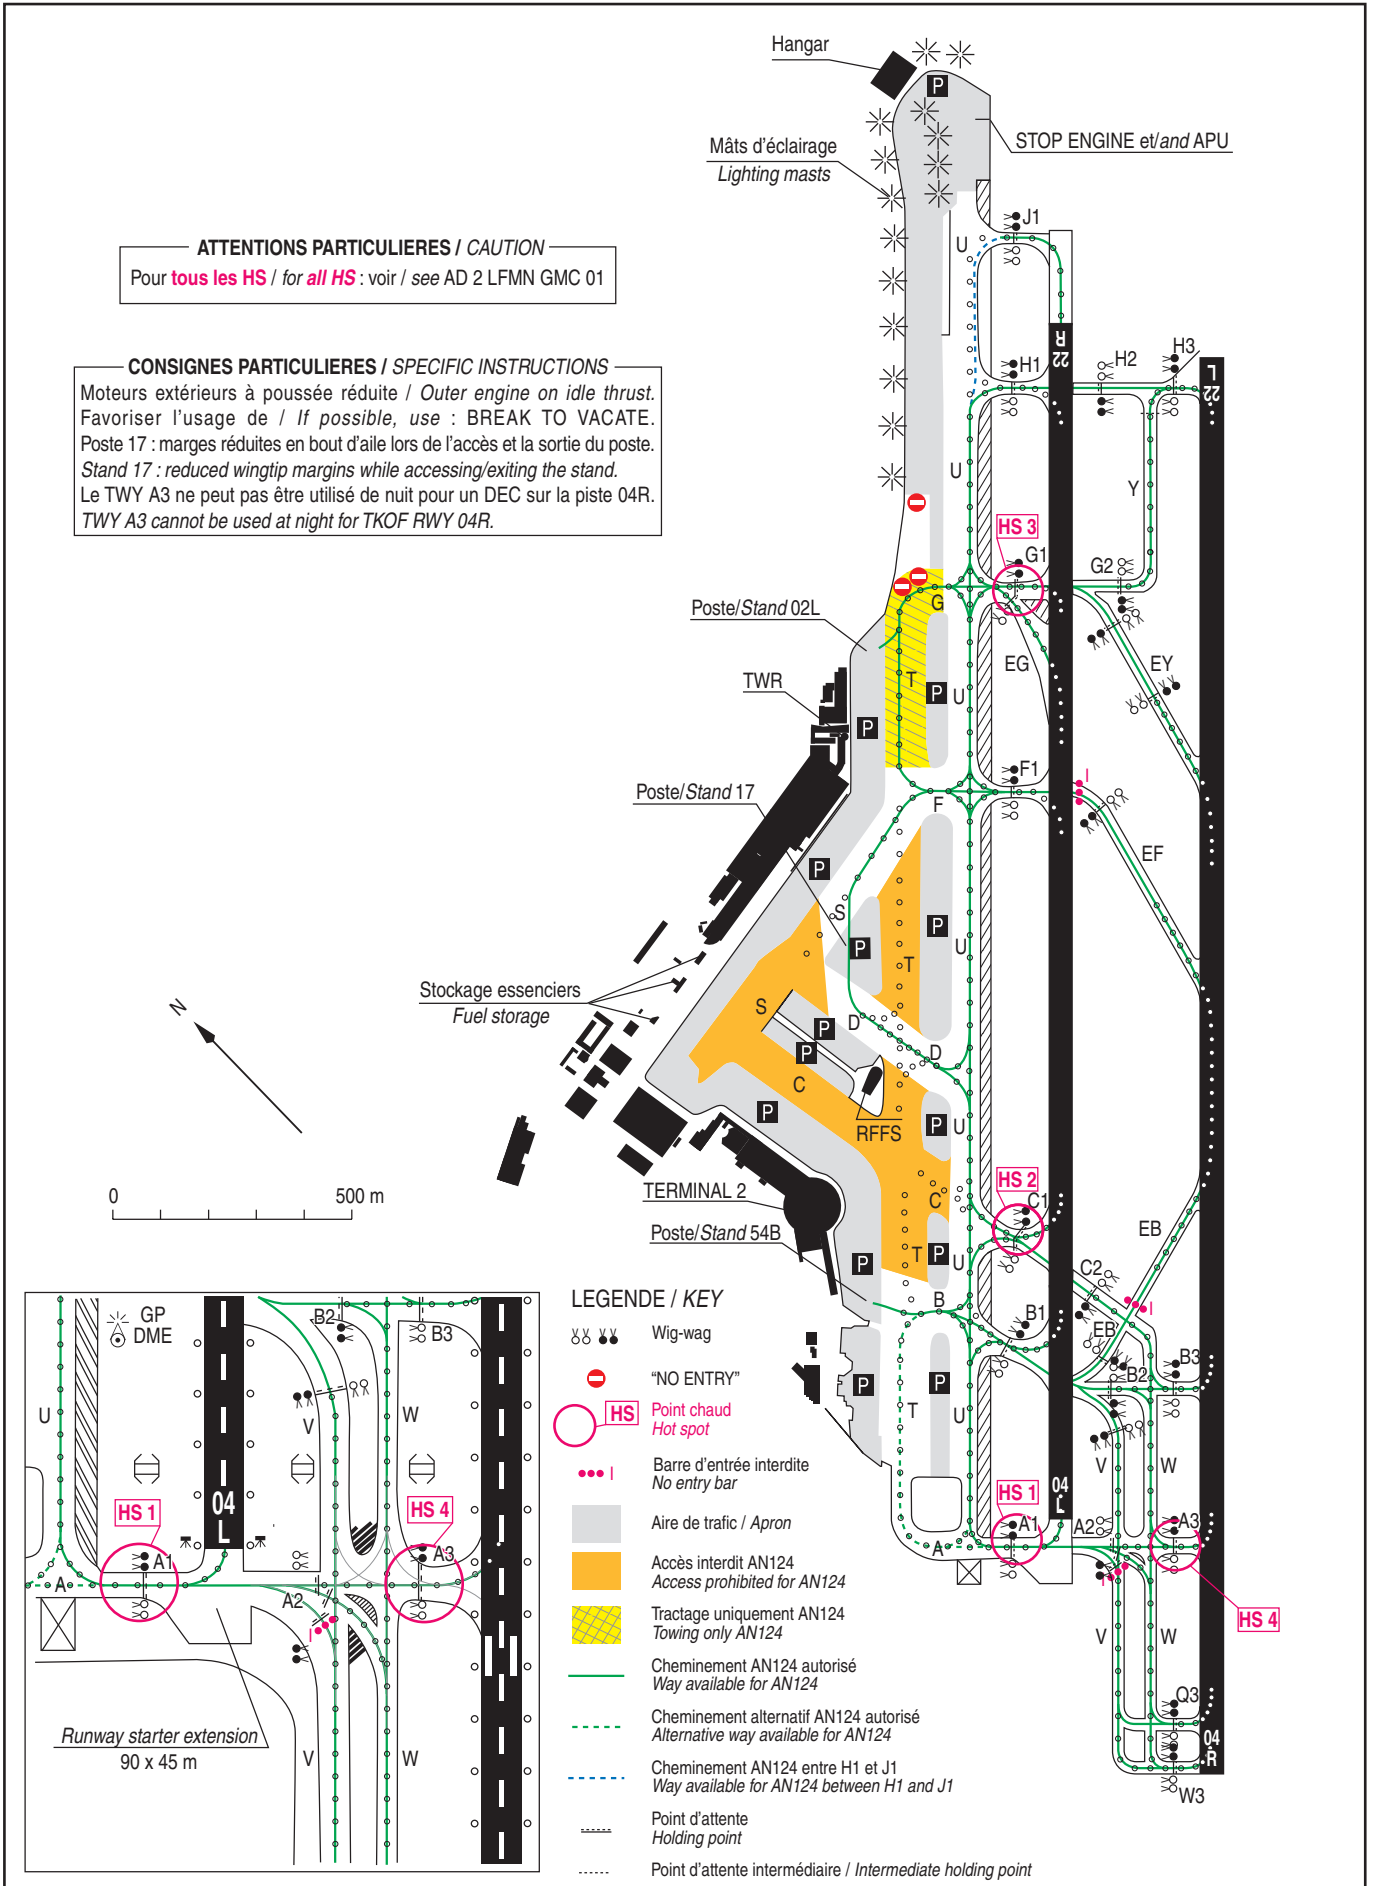 Hangar
P
Mâts d'éclairage
Lighting masts
STOP ENGINE et/and APU
ATTENTIONS PARTICULIERES / CAUTION
Pour tous les HS / for all HS : voir / see AD 2 LFMN GMC 01
CONSIGNES PARTICULIERES / SPECIFIC INSTRUCTIONS
Moteurs extérieurs à poussée réduite / Outer engine on idle thrust.
Favoriser l'usage de / If possible, use : BREAK TO VACATE.
Poste 17 : marges réduites en bout d'aile lors de l'accès et la sortie du poste.
Stand 17 : reduced wingtip margins while accessing/exiting the stand.
Le TWY A3 ne peut pas être utilisé de nuit pour un DEC sur la piste 04R.
TWY A3 cannot be used at night for TKOF RWY 04R.
J1
U
22
R
H1
H2
H3
22
L
U
Y
HS 3
G1
G2
G
Poste/Stand 02L
EG
EY
TWR
T
P
U
P
F1
I
Poste/Stand 17
F
EF
P
S
P
P
U
T
Stockage essenciers
Fuel storage
N
S
P
D
D
P
C
P
RFFS
P
U
HS 2
C1
TERMINAL 2
C
EB
Poste/Stand 54B
P
T
P
U
C2
I
B
B1
EB
B2
B3
P
P
T
U
V
W
04
L
HS 1
A1
A2
A3
A
I
HS 4
V
W
Q3
04
R
W3
0
500 m
GP
DME
B2
B3
U
V
W
HS 1
04
L
HS 4
A1
A3
A
A2
I
Runway starter extension
90 x 45 m
V
W
LEGENDE / KEY
Wig-wag
"NO ENTRY"
HS
Point chaud
Hot spot
I
Barre d'entrée interdite
No entry bar
Aire de trafic / Apron
Accès interdit AN124
Access prohibited for AN124
Tractage uniquement AN124
Towing only AN124
Cheminement AN124 autorisé
Way available for AN124
Cheminement alternatif AN124 autorisé
Alternative way available for AN124
Cheminement AN124 entre H1 et J1
Way available for AN124 between H1 and J1
Point d'attente
Holding point
Point d'attente intermédiaire / Intermediate holding point